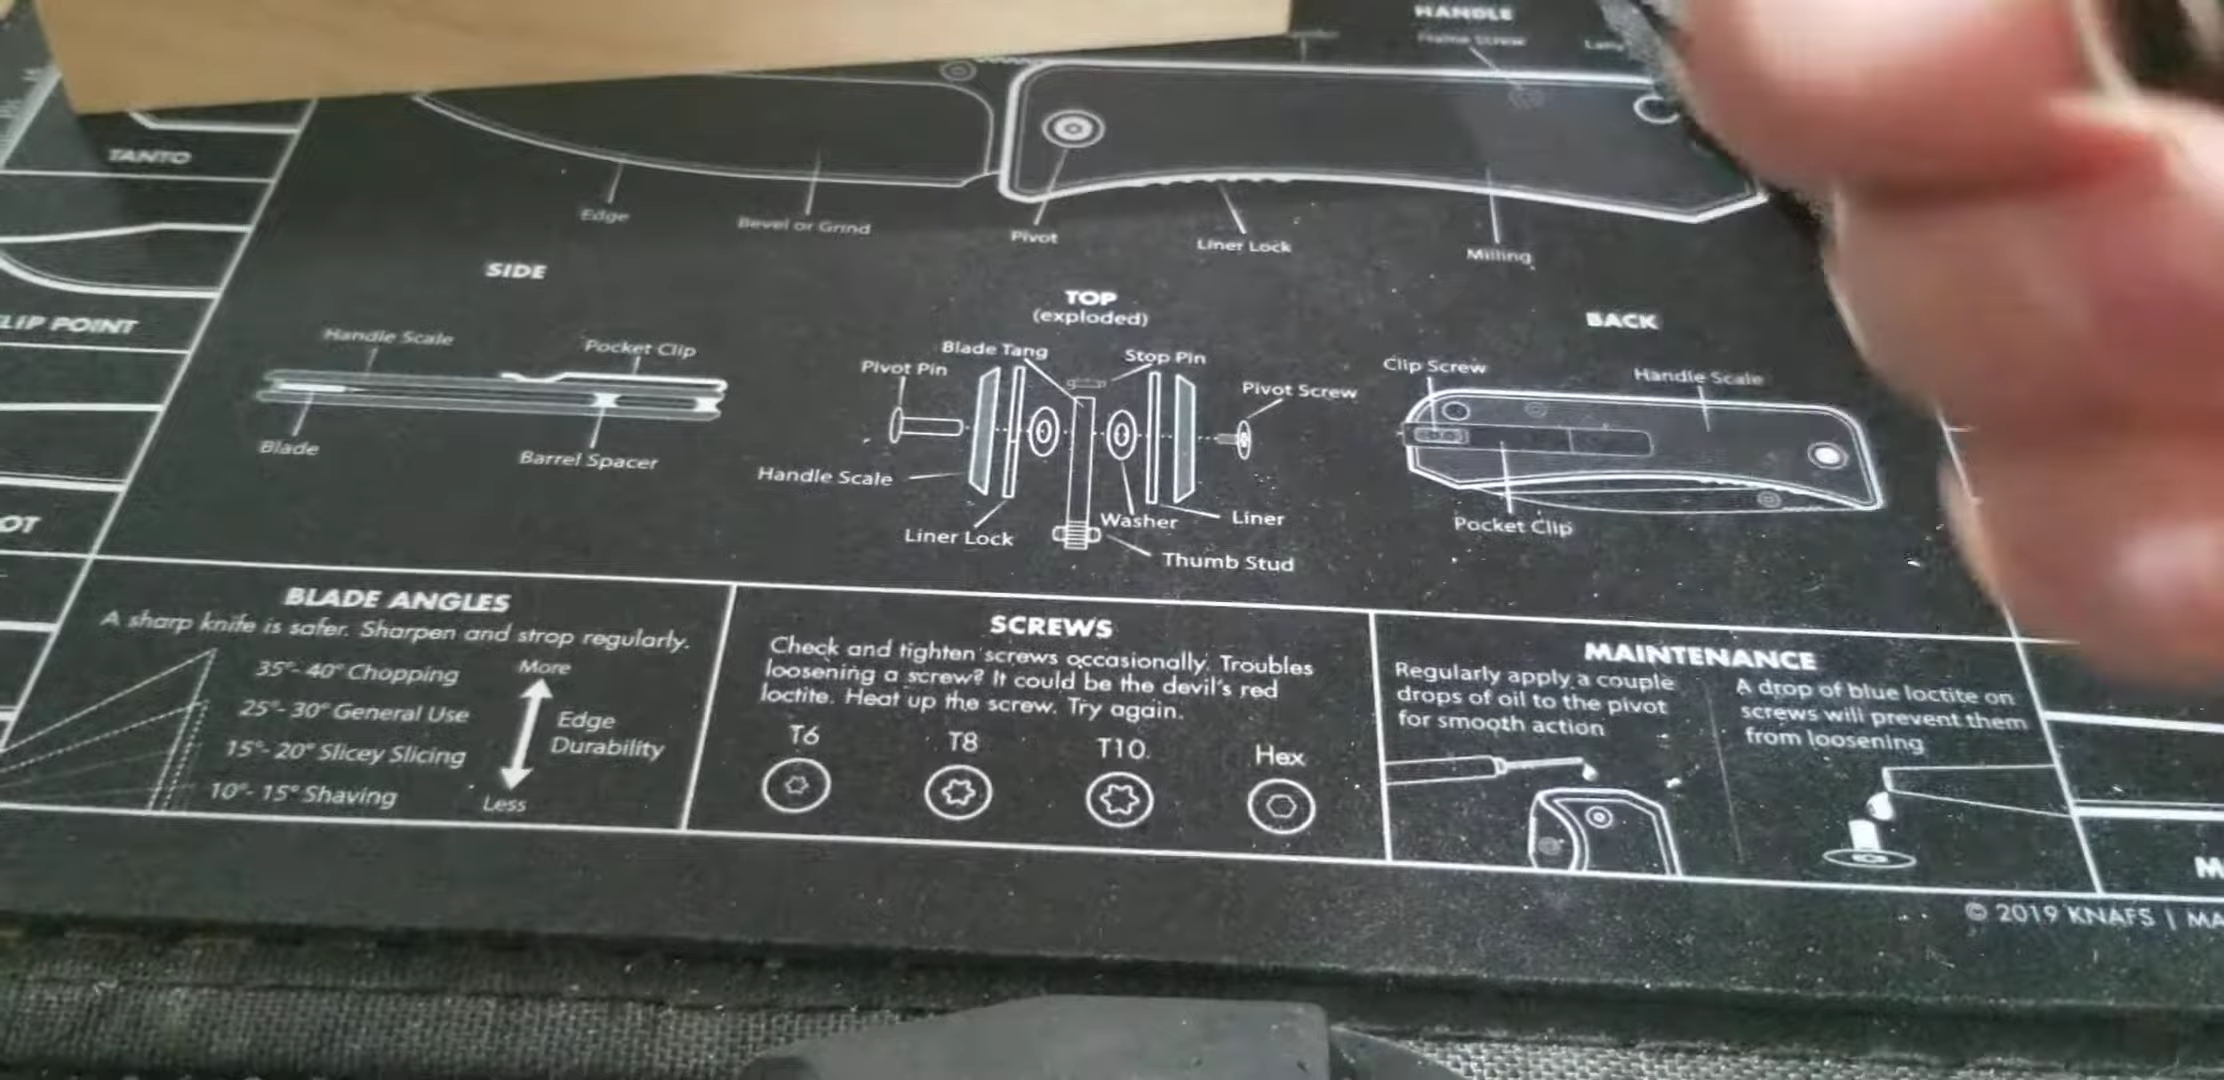 HANDLE
Frame Screw
TANTO
Edge
Bevel or Grind
Pivot
Liner Lock
Milling
SIDE
Handle Scale
Pocket Clip
Blade
Barrel Spacer
TOP
(exploded)
Blade Tang
Stop Pin
Pivot Pin
Pivot Screw
Handle Scale
Liner Lock
Washer
Liner
Thumb Stud
BACK
Clip Screw
Handle Scale
Pocket Clip
LIP POINT
OT
BLADE ANGLES
A sharp knife is safer. Sharpen and strop regularly.
35°- 40° Chopping
25°- 30° General Use
15°- 20° Slicey Slicing
10°- 15° Shaving
More
Edge
Durability
Less
SCREWS
Check and tighten screws occasionally. Troubles
loosening a screw? It could be the devil's red
loctite. Heat up the screw. Try again.
T6
T8
T10
Hex
MAINTENANCE
Regularly apply a couple
drops of oil to the pivot
for smooth action
A drop of blue loctite on
screws will prevent them
from loosening
M
© 2019 KNAFS | MA